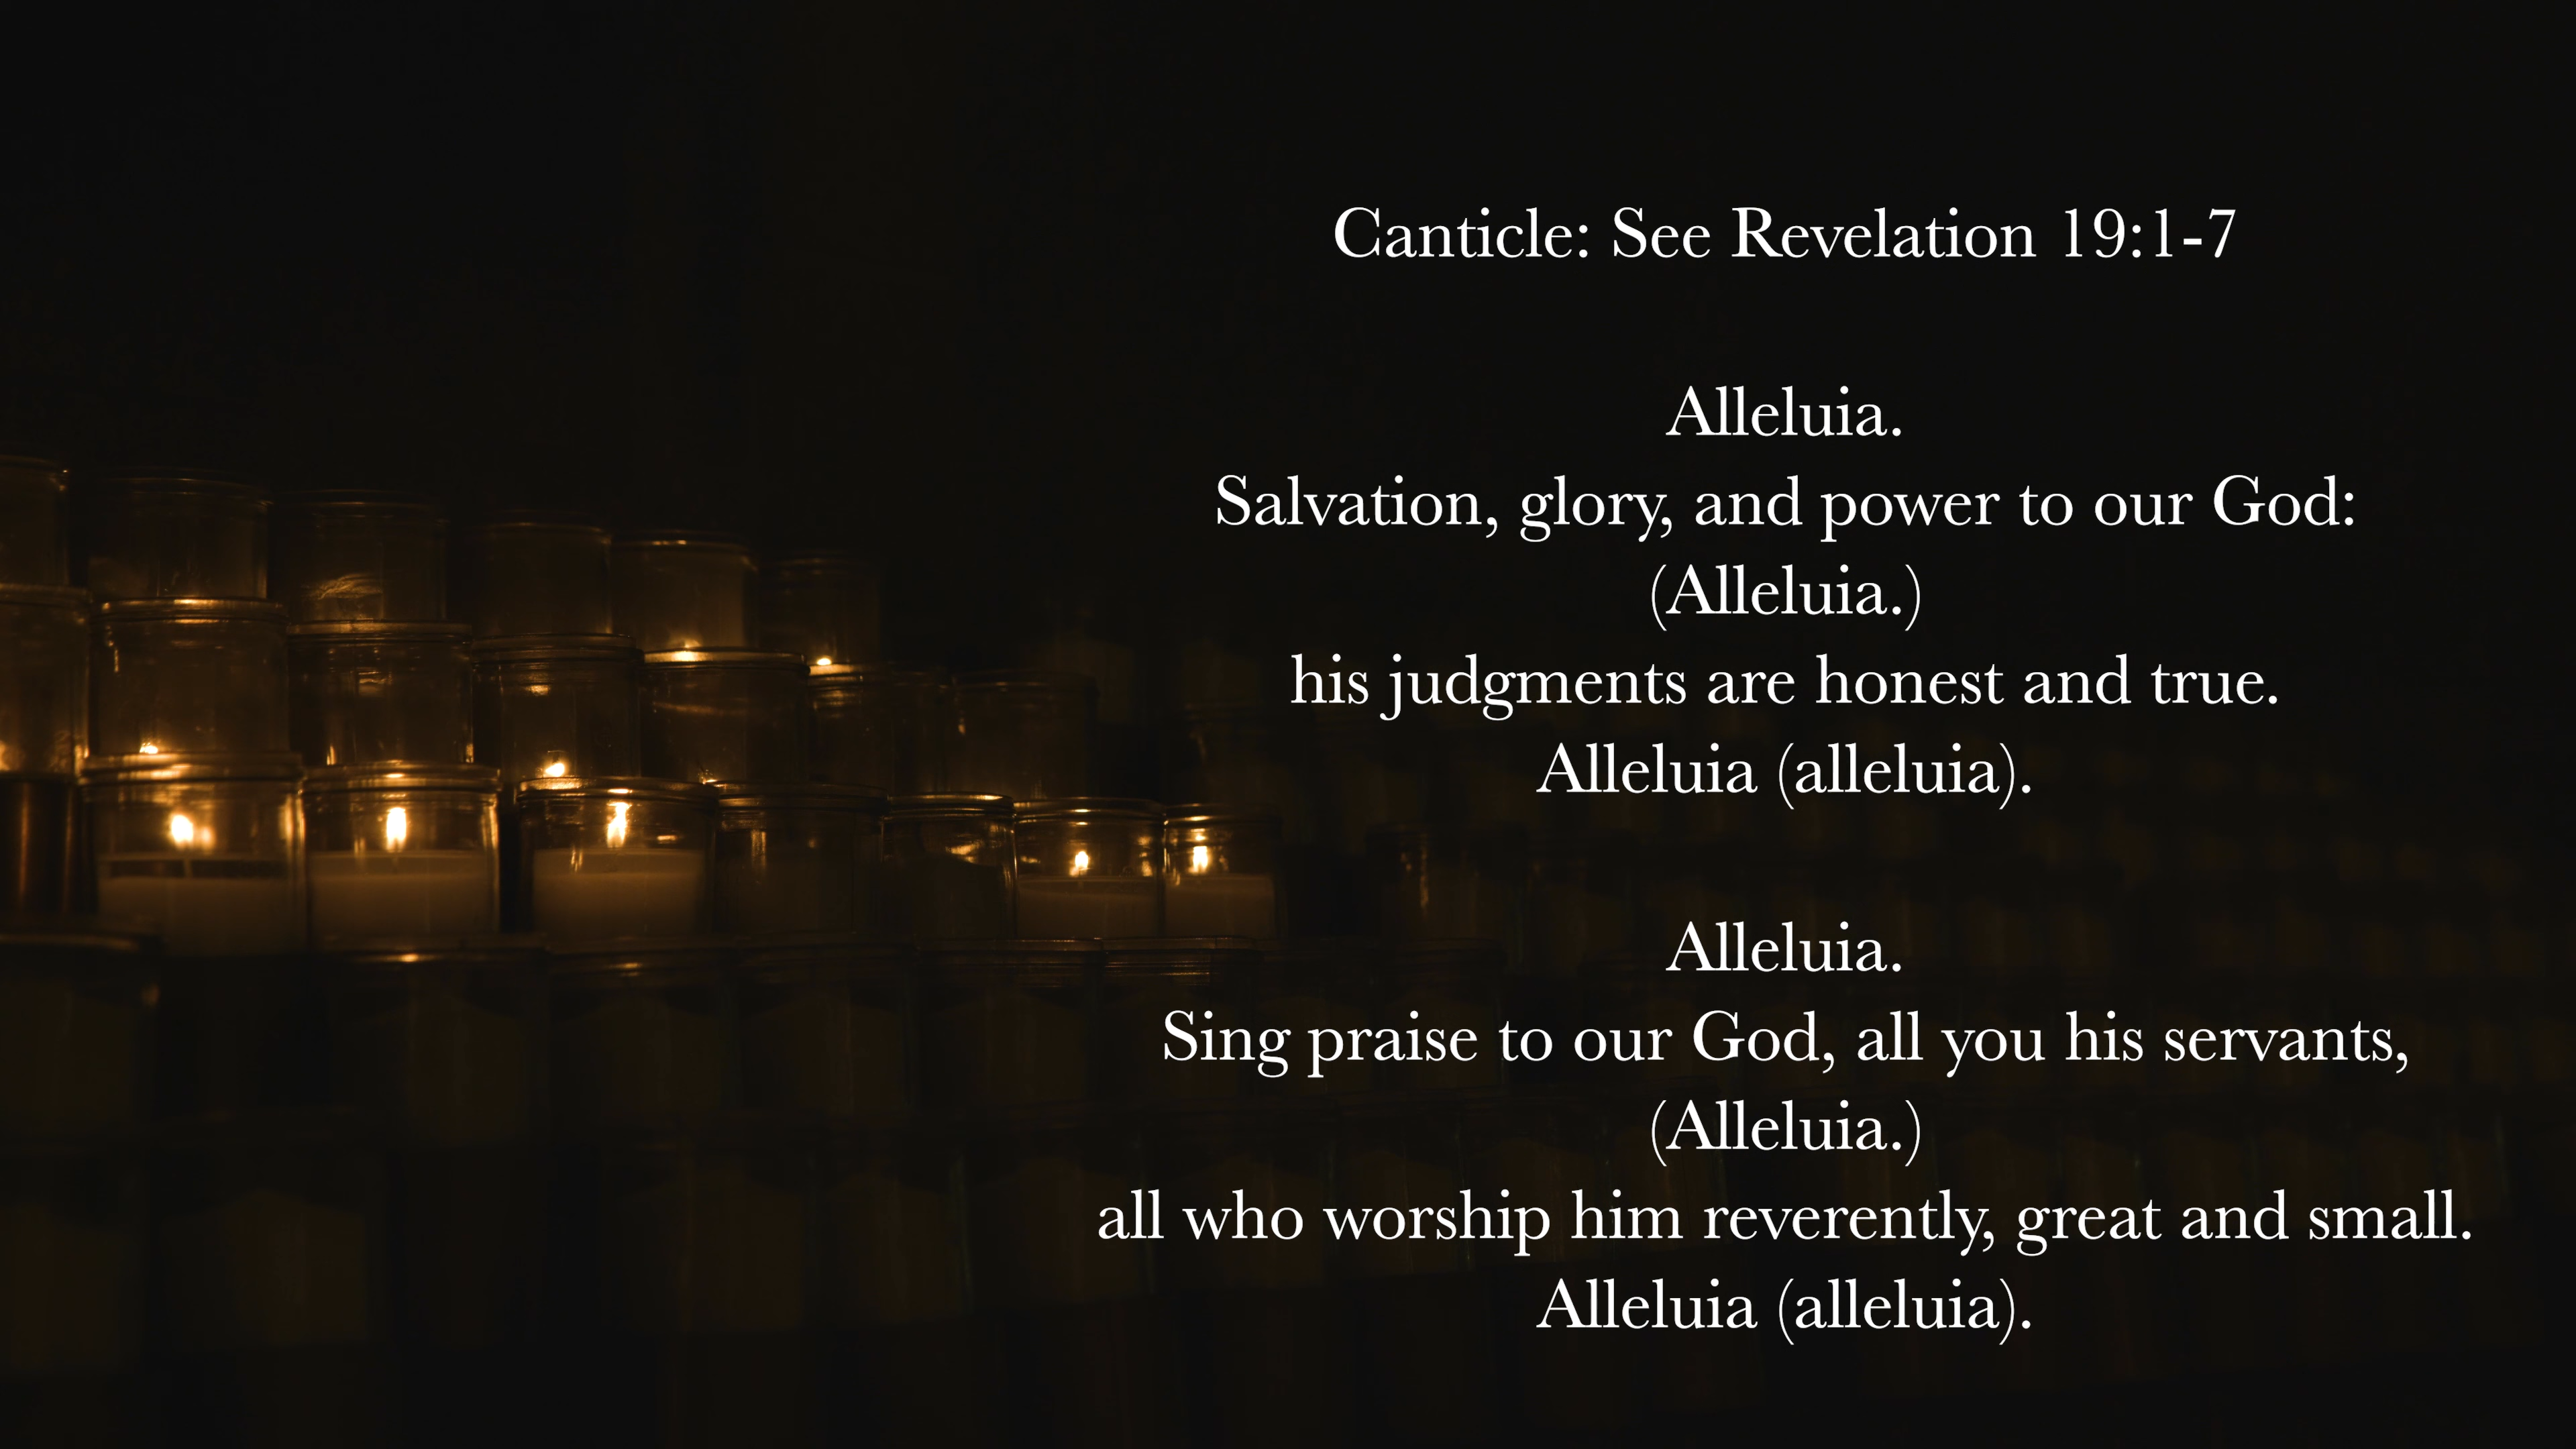 Canticle: See Revelation 19:1-7
Alleluia.
Salvation, glory, and power to our God:
(Alleluia.)
his judgments are honest and true.
Alleluia (alleluia).
Alleluia.
Sing praise to our God, all you his servants,
(Alleluia.)
all who worship him reverently, great and small.
Alleluia (alleluia).